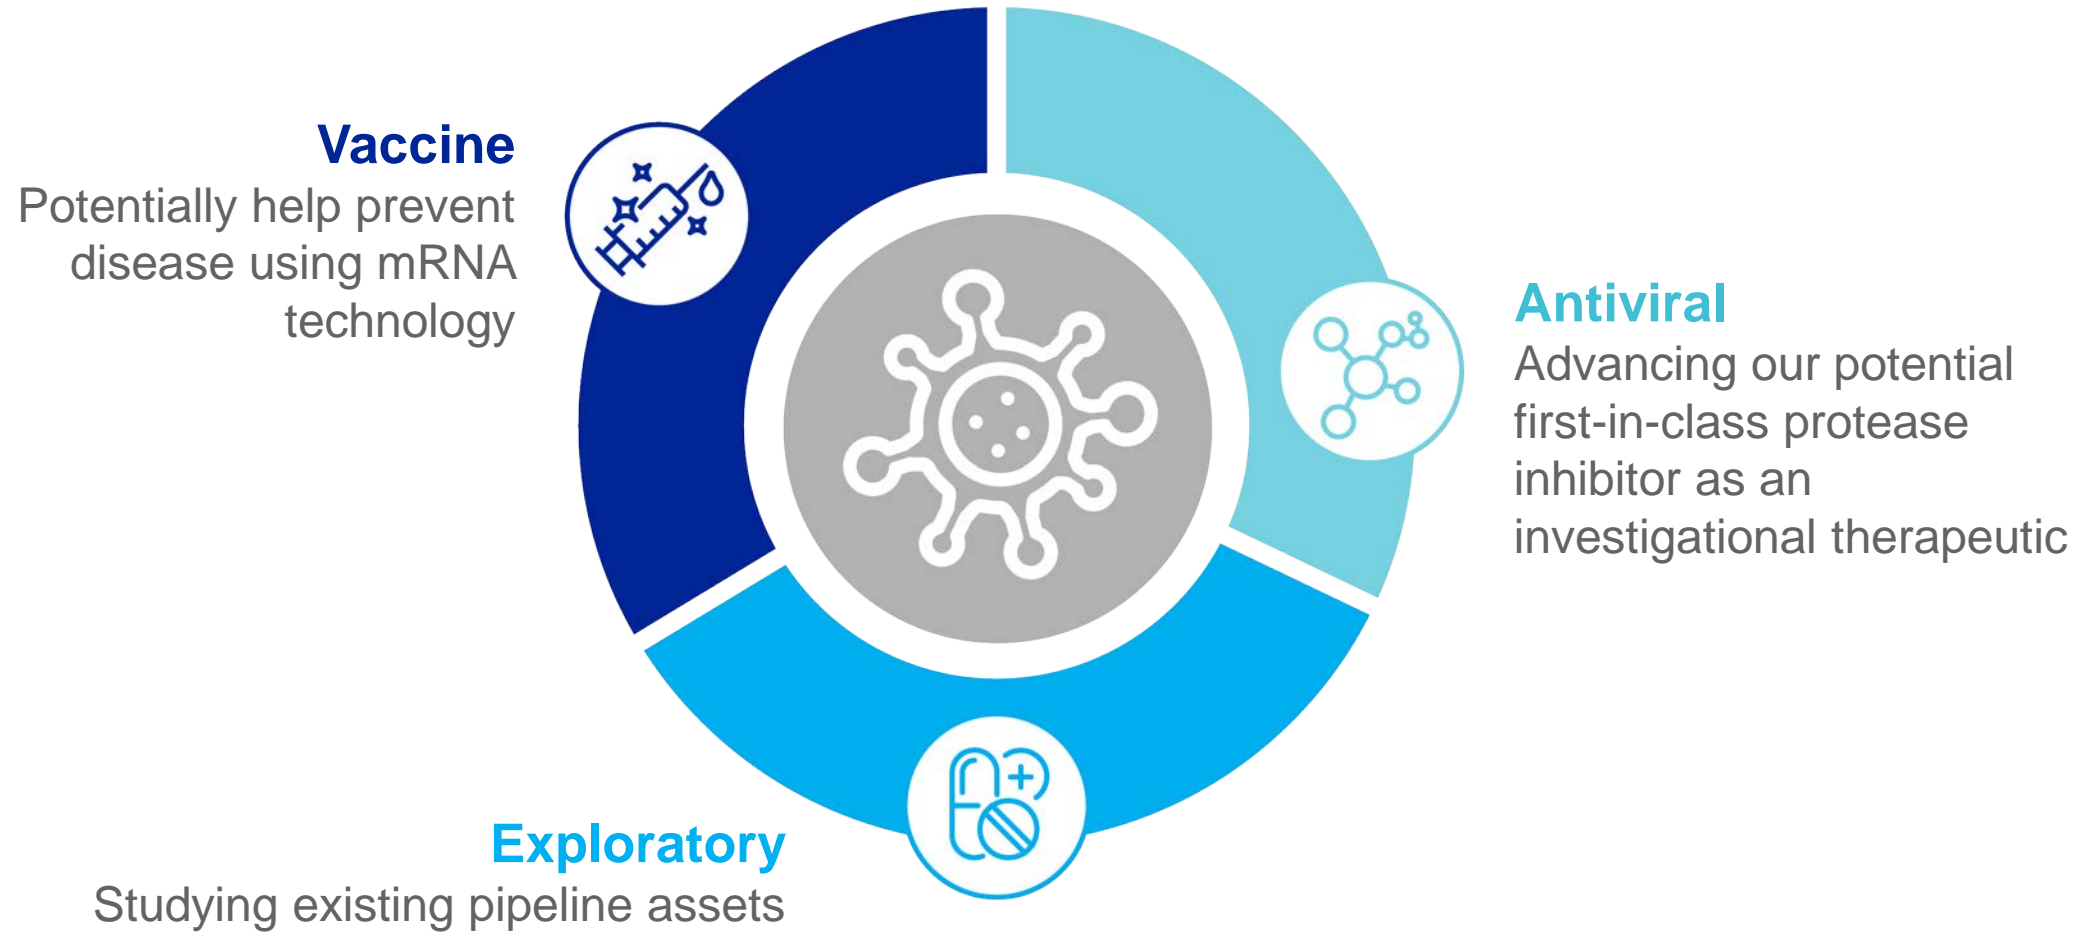 Vaccine
Potentially help prevent
disease using mRNA
technology
Antiviral
Advancing our potential
first-in-class protease
inhibitor as an
investigational therapeutic
Exploratory
Studying existing pipeline assets